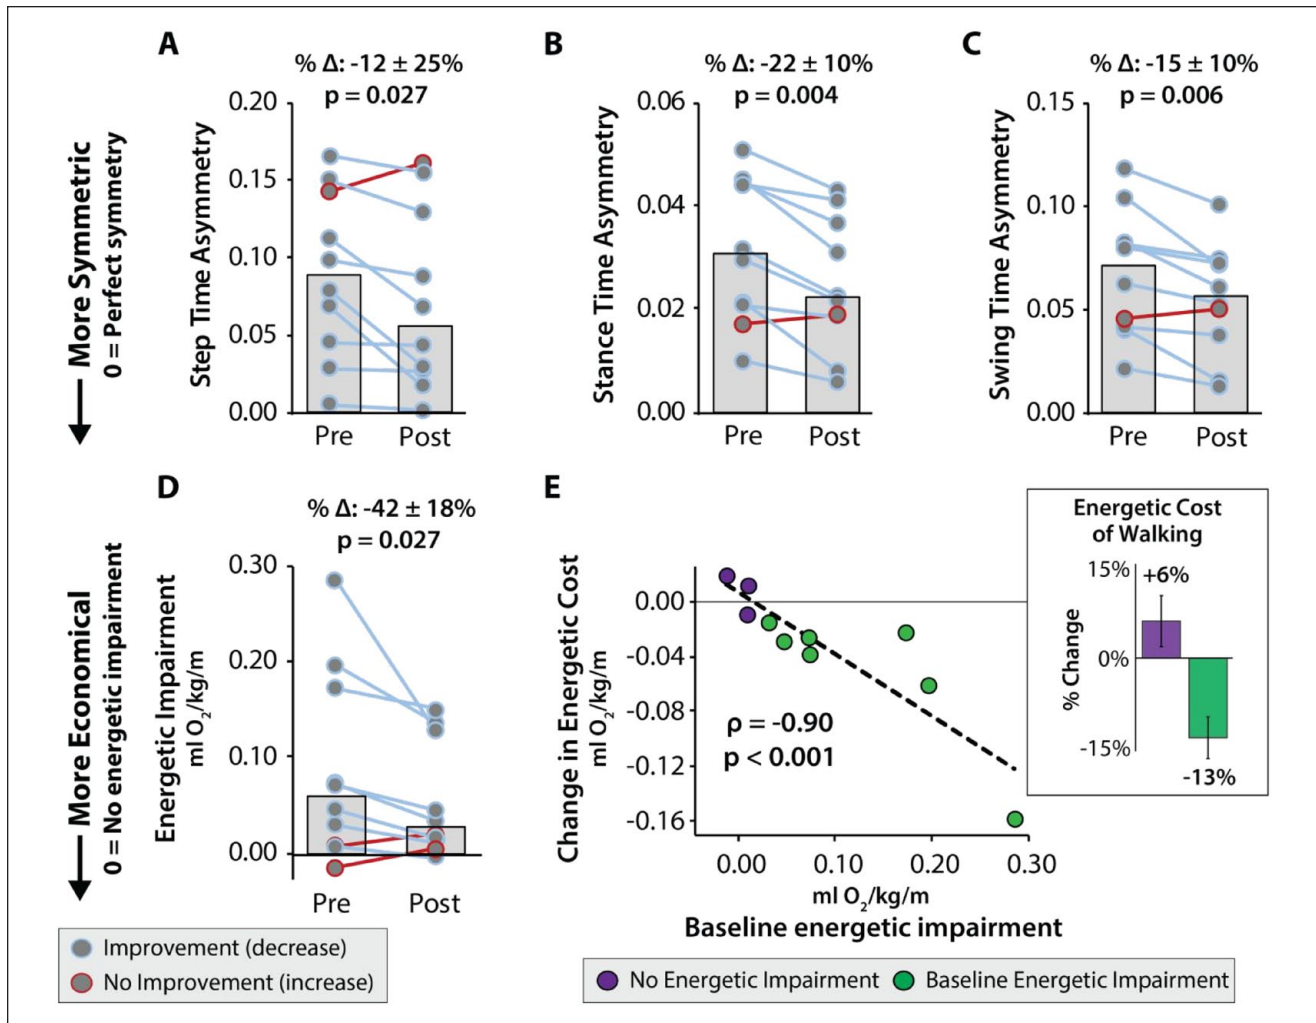 A
% Δ: -12 ± 25%
p = 0.027
Step Time Asymmetry
0.20
0.15
0.10
0.05
0.00
Pre
Post
B
% Δ: -22 ± 10%
p = 0.004
Stance Time Asymmetry
0.06
0.04
0.02
0.00
Pre
Post
C
% Δ: -15 ± 10%
p = 0.006
Swing Time Asymmetry
0.15
0.10
0.05
0.00
Pre
Post
More Symmetric
0 = Perfect symmetry
D
% Δ: -42 ± 18%
p = 0.027
Energetic Impairment
ml O₂/kg/m
0.30
0.20
0.10
0.00
Pre
Post
More Economical
0 = No energetic impairment
Improvement (decrease)
No Improvement (increase)
E
Change in Energetic Cost
ml O₂/kg/m
0.00
-0.04
-0.08
-0.12
-0.16
ρ = -0.90
p < 0.001
0.00
0.10
0.20
0.30
ml O₂/kg/m
Baseline energetic impairment
Energetic Cost
of Walking
% Change
15%
0%
-15%
+6%
-13%
No Energetic Impairment
Baseline Energetic Impairment